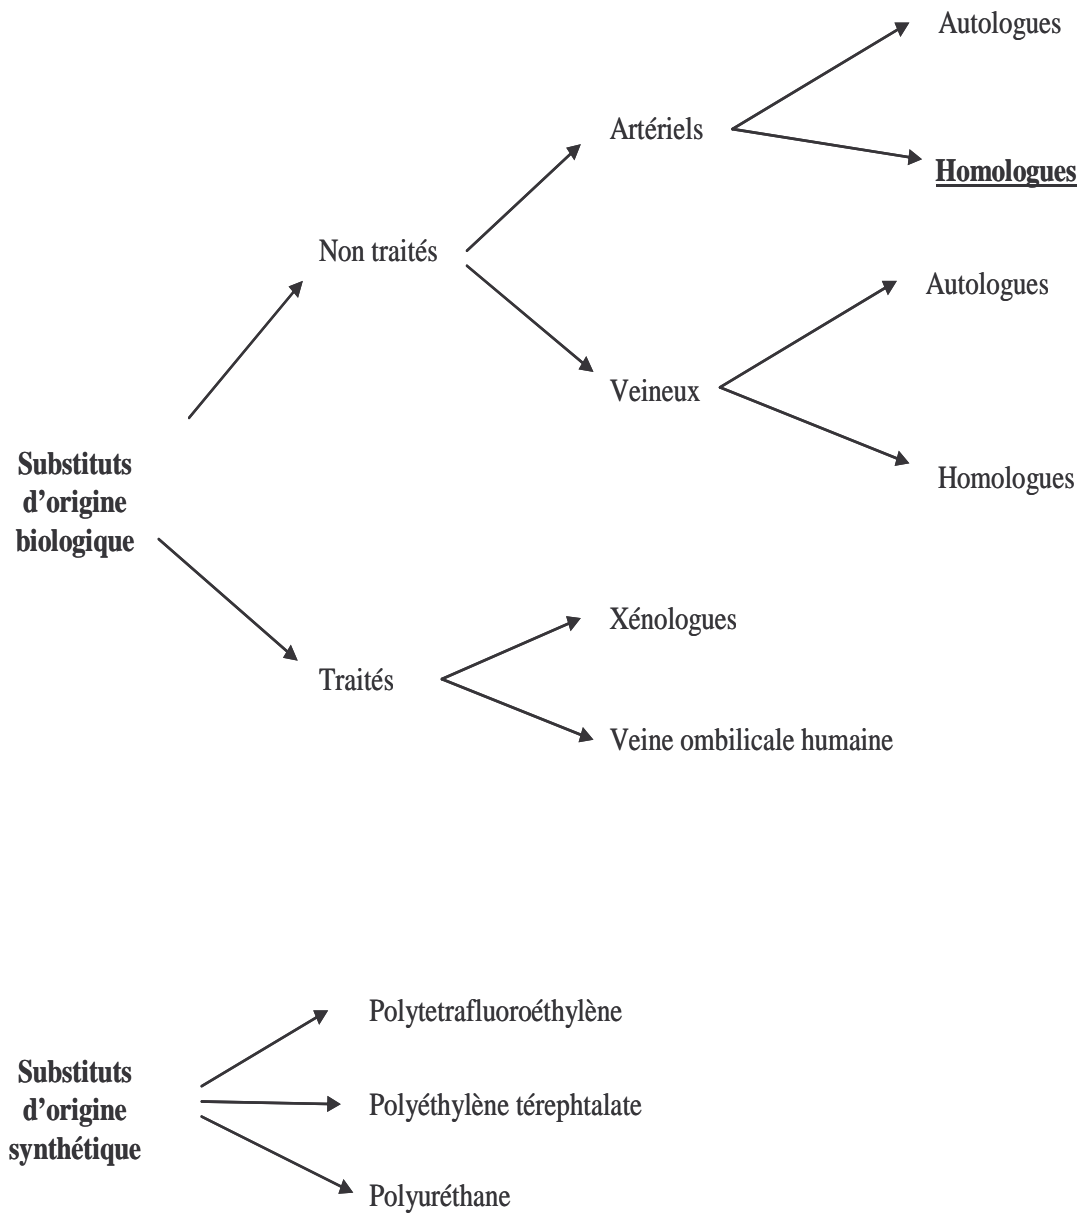 Autologues
Artériels
Homologues
Non traités
Autologues
Veineux
Homologues
Substituts
d’origine
biologique
Xénologues
Traités
Veine ombilicale humaine
Polytetrafluoroéthylène
Substituts
d’origine
synthétique
Polyéthylène térephtalate
Polyuréthane